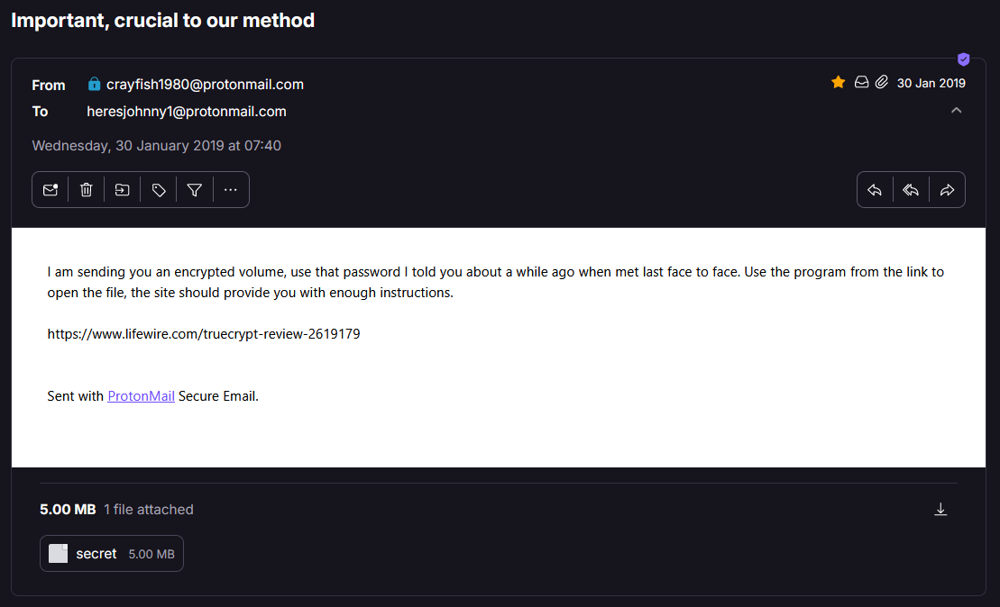 Important, crucial to our method
From crayfish1980@protonmail.com
30 Jan 2019
To heresjohnny1@protonmail.com
Wednesday, 30 January 2019 at 07:40
I am sending you an encrypted volume, use that password I told you about a while ago when met last face to face. Use the program from the link to
open the file, the site should provide you with enough instructions.
https://www.lifewire.com/truecrypt-review-2619179
Sent with ProtonMail Secure Email.
5.00 MB 1 file attached
secret 5.00 MB